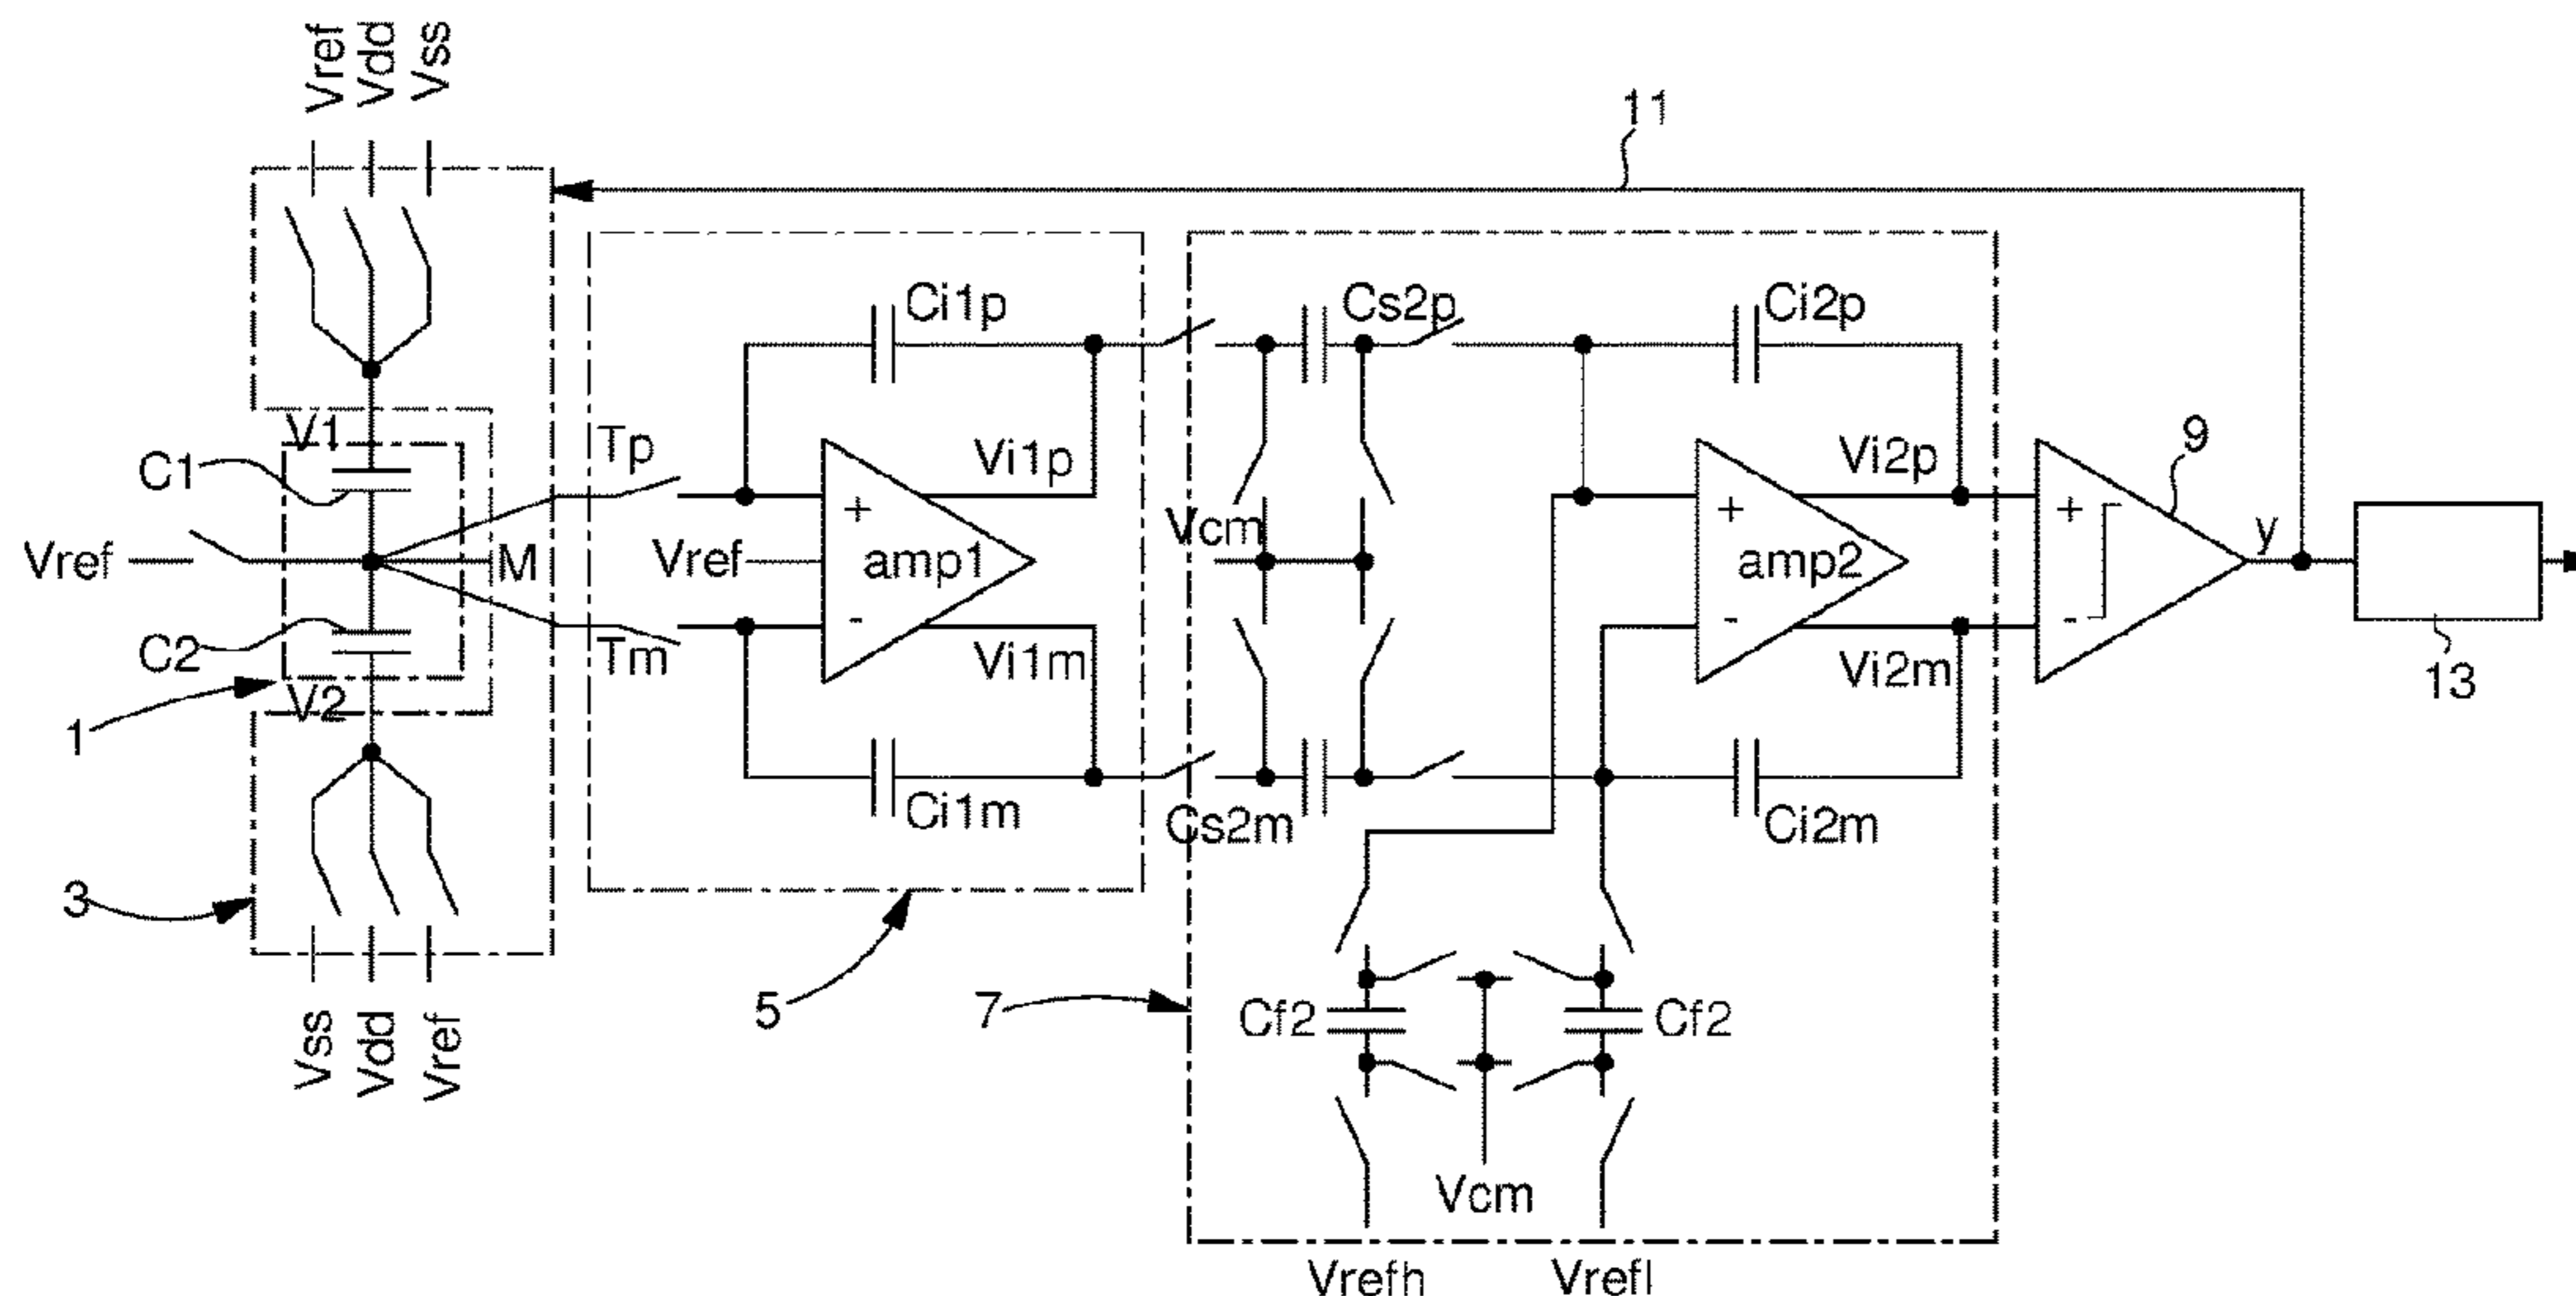 Vref
Vdd
Vss
11
Ci1p
Cs2p
Ci2p
V1
Tp
Vi1p
Vi2p
9
C1
+
+
+
y
Vref
M
Vref
amp1
Vcm
amp2
-
-
-
C2
Tm
Vi1m
Vi2m
13
V2
1
Ci1m
Cs2m
Ci2m
3
5
7
Cf2
Cf2
Vss
Vdd
Vref
Vcm
Vrefh
Vrefl